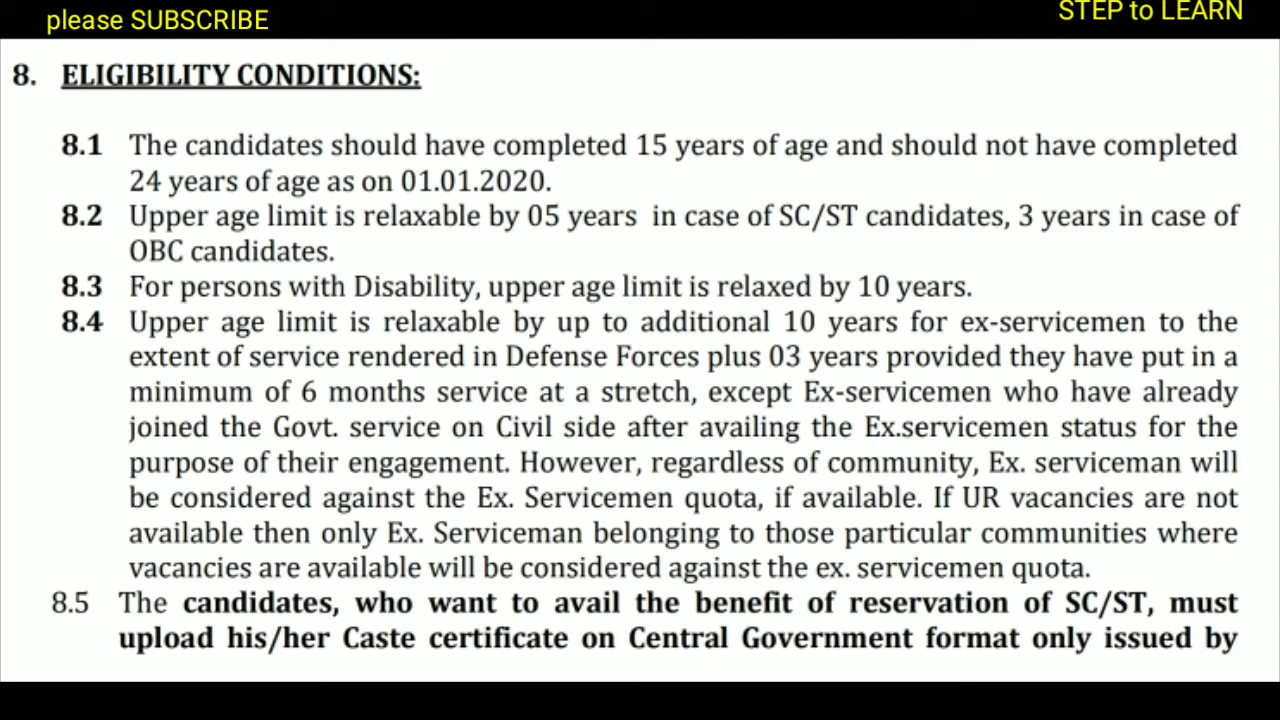 please SUBSCRIBE
STEP to LEARN
8. ELIGIBILITY CONDITIONS:
8.1 The candidates should have completed 15 years of age and should not have completed
24 years of age as on 01.01.2020.
8.2 Upper age limit is relaxable by 05 years in case of SC/ST candidates, 3 years in case of
OBC candidates.
8.3 For persons with Disability, upper age limit is relaxed by 10 years.
8.4 Upper age limit is relaxable by up to additional 10 years for ex-servicemen to the
extent of service rendered in Defense Forces plus 03 years provided they have put in a
minimum of 6 months service at a stretch, except Ex-servicemen who have already
joined the Govt. service on Civil side after availing the Ex.servicemen status for the
purpose of their engagement. However, regardless of community, Ex. serviceman will
be considered against the Ex. Servicemen quota, if available. If UR vacancies are not
available then only Ex. Serviceman belonging to those particular communities where
vacancies are available will be considered against the ex. servicemen quota.
8.5 The candidates, who want to avail the benefit of reservation of SC/ST, must
upload his/her Caste certificate on Central Government format only issued by